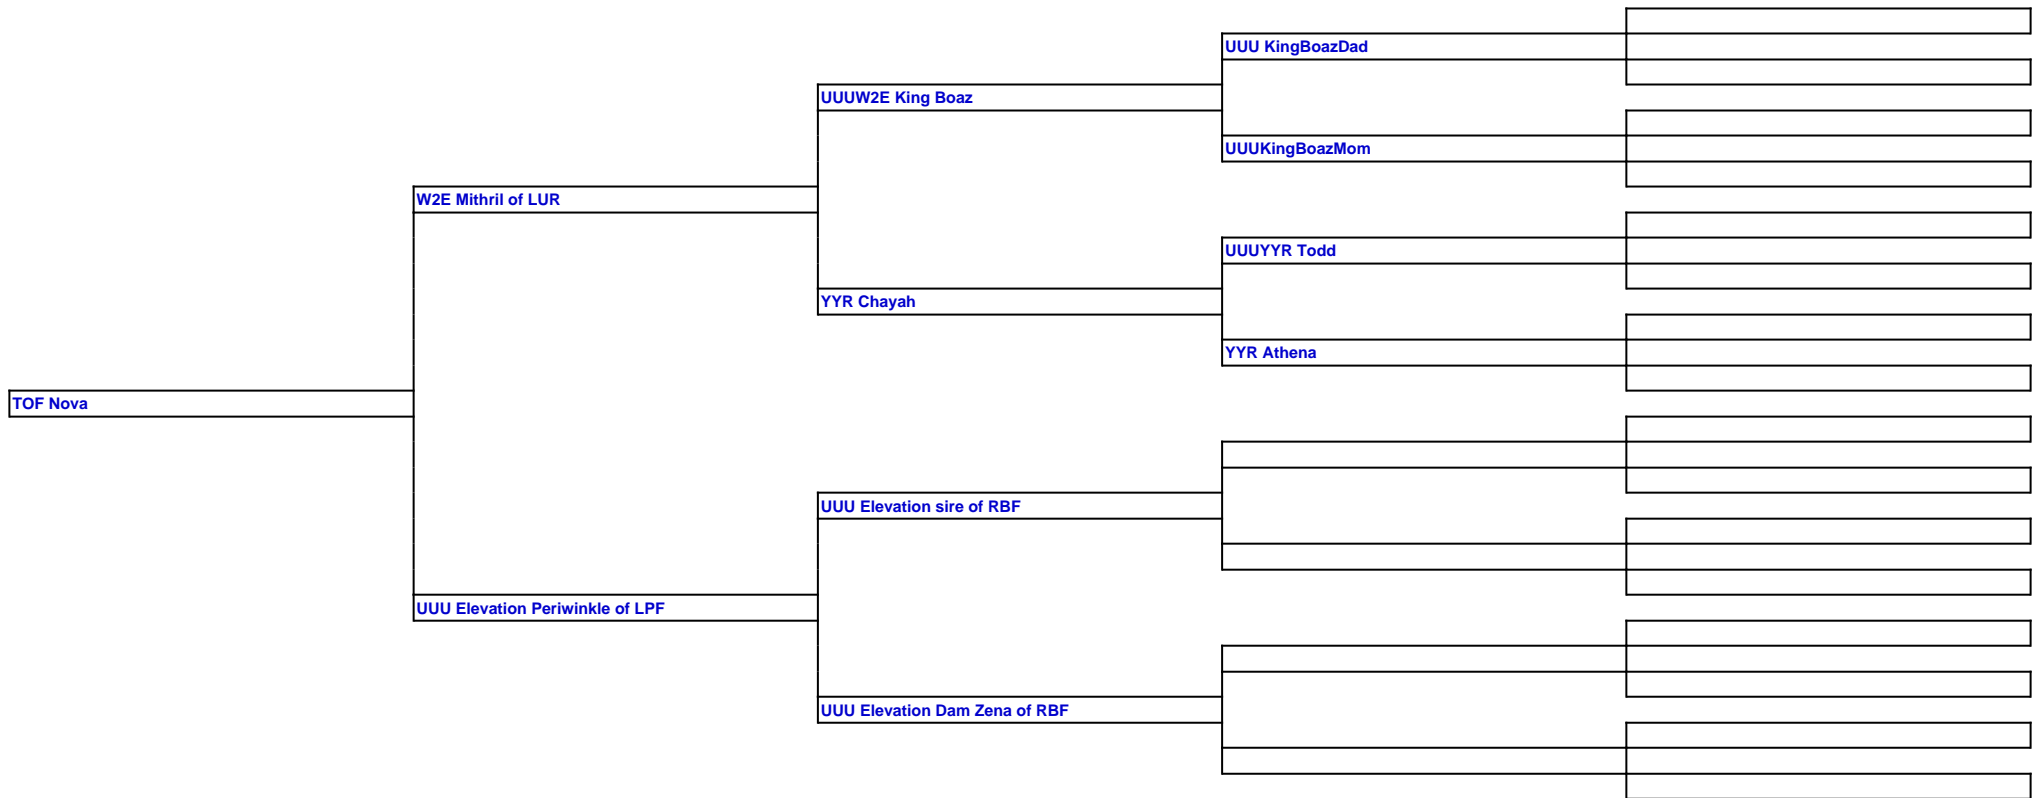 UUU KingBoazDad
UUUW2E King Boaz
UUUKingBoazMom
W2E Mithril of LUR
UUUYYR Todd
YYR Chayah
YYR Athena
TOF Nova
UUU Elevation sire of RBF
UUU Elevation Periwinkle of LPF
UUU Elevation Dam Zena of RBF